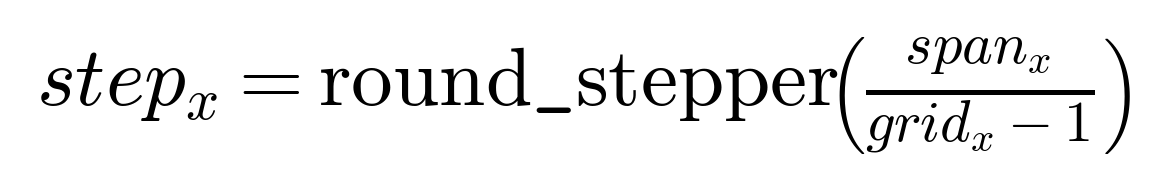 step_x = round_stepper(span_x / (grid_x − 1))